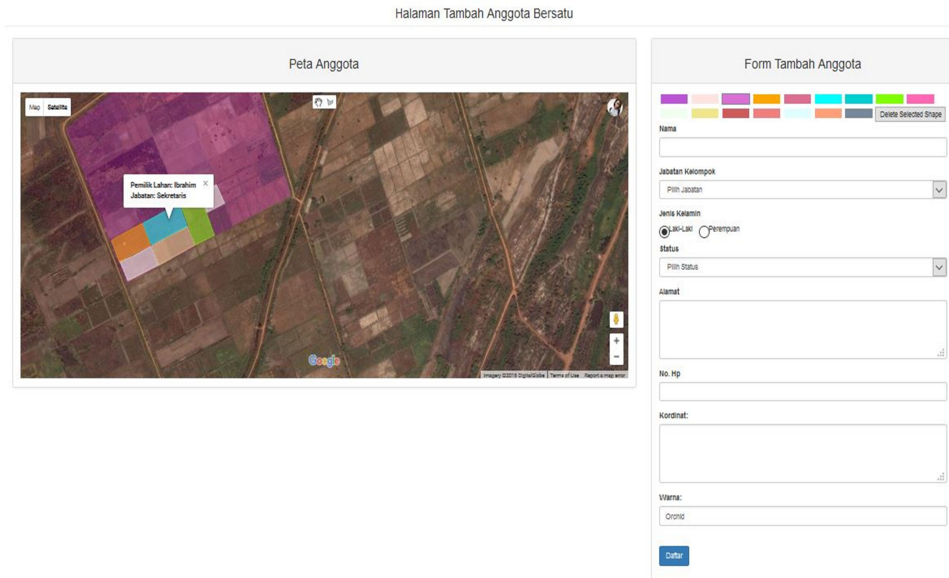 Halaman Tambah Anggota Bersatu
Peta Anggota
Map Satellite
Pemilik Lahan: Ibrahim
Jabatan: Sekretaris
Google
Imagery ©2016 DigitalGlobe Terms of Use Report a map error
Form Tambah Anggota
Delete Selected Shape
Nama
Jabatan Kelompok
Pilih Jabatan
Jenis Kelamin
Laki-Laki Perempuan
Status
Pilih Status
Alamat
No. Hp
Kordinat:
Warna:
Orchid
Daftar